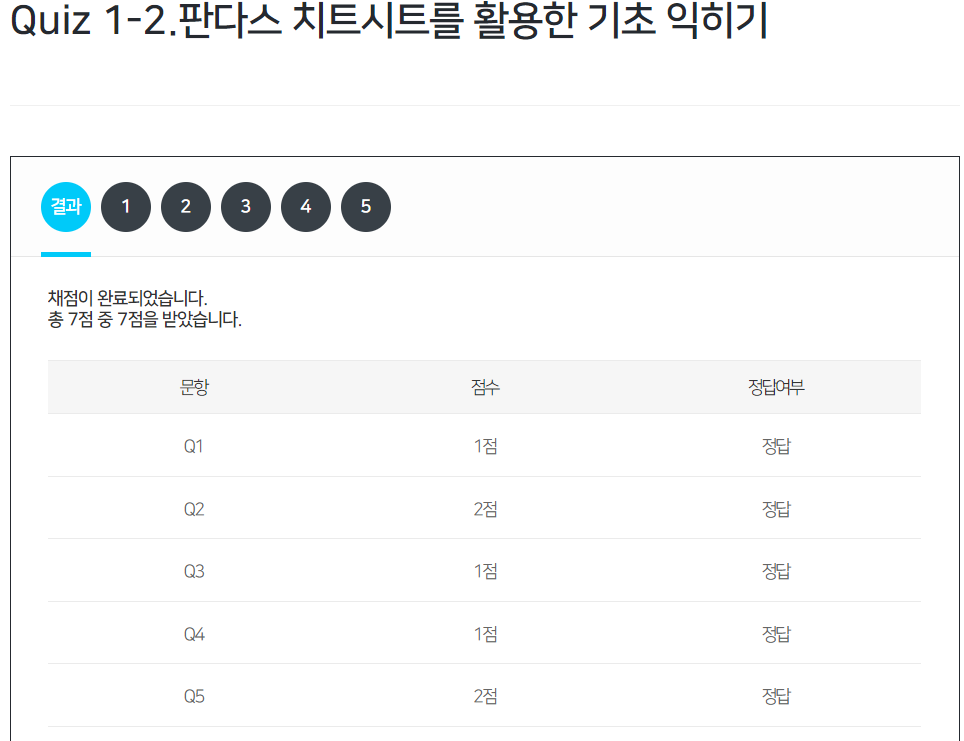 Quiz 1-2.판다스 치트시트를 활용한 기초 익히기
결과 1 2 3 4 5
채점이 완료되었습니다.
총 7점 중 7점을 받았습니다.
문항 점수 정답여부
Q1 1점 정답
Q2 2점 정답
Q3 1점 정답
Q4 1점 정답
Q5 2점 정답